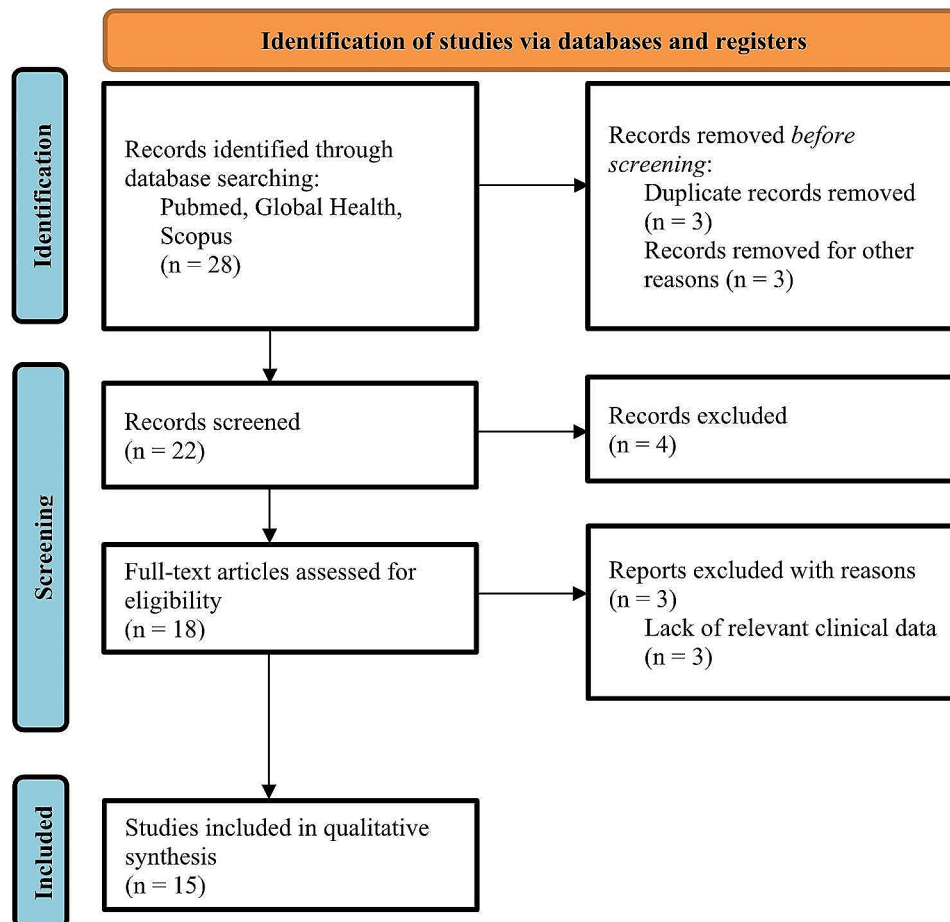 Identification of studies via databases and registers
Identification
Records identified through
database searching:
Pubmed, Global Health,
Scopus
(n = 28)
Records removed before
screening:
Duplicate records removed
(n = 3)
Records removed for other
reasons (n = 3)
Screening
Records screened
(n = 22)
Records excluded
(n = 4)
Full-text articles assessed for
eligibility
(n = 18)
Reports excluded with reasons
(n = 3)
Lack of relevant clinical data
(n = 3)
Included
Studies included in qualitative
synthesis
(n = 15)